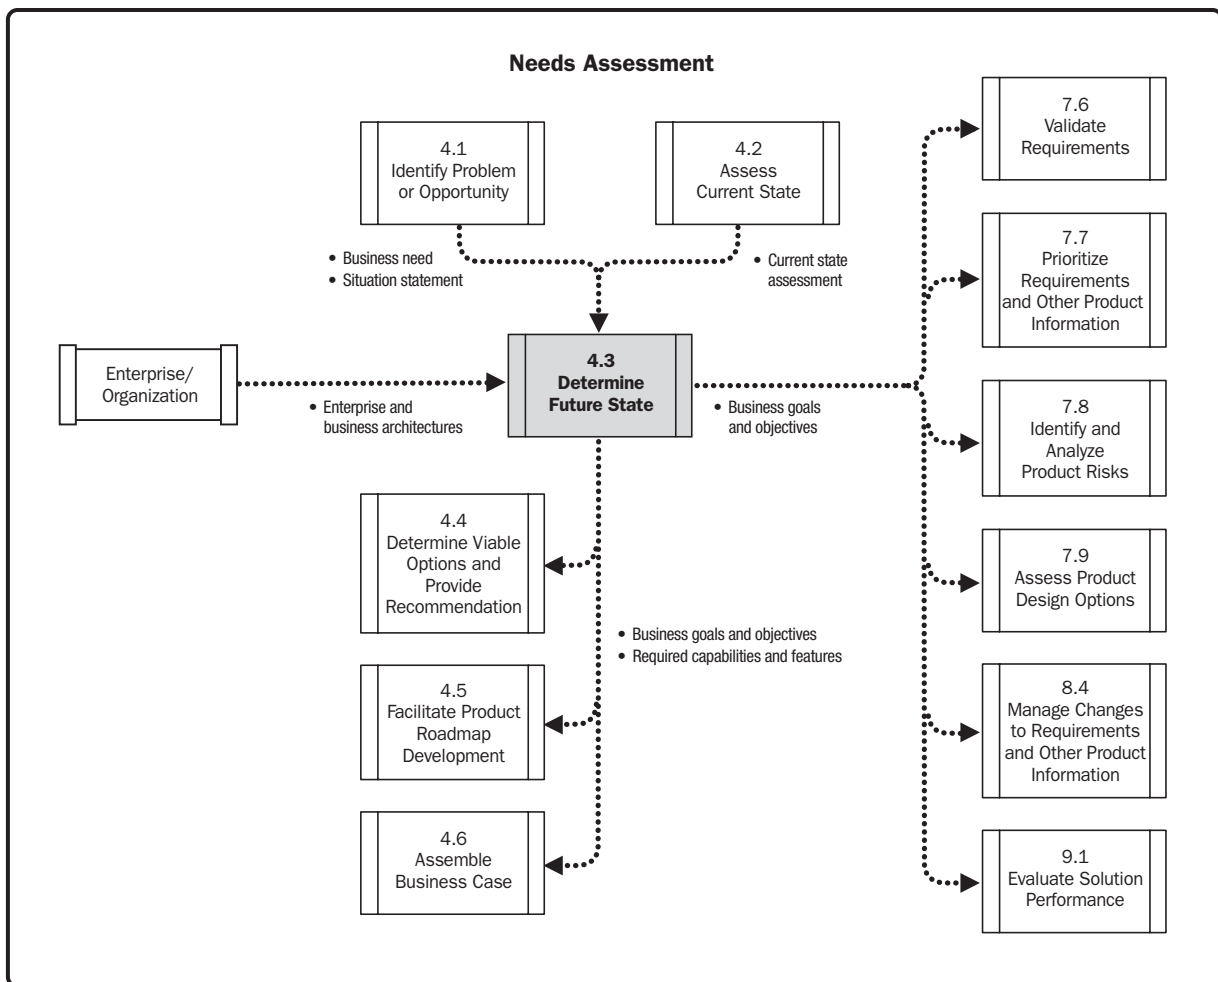 Needs Assessment
4.1
Identify Problem
or Opportunity
4.2
Assess
Current State
• Business need
• Situation statement
• Current state
assessment
Enterprise/
Organization
• Enterprise and
business architectures
4.3
Determine
Future State
• Business goals
and objectives
4.4
Determine Viable
Options and
Provide
Recommendation
• Business goals and objectives
• Required capabilities and features
4.5
Facilitate Product
Roadmap
Development
4.6
Assemble
Business Case
7.6
Validate
Requirements
7.7
Prioritize
Requirements
and Other Product
Information
7.8
Identify and
Analyze
Product Risks
7.9
Assess Product
Design Options
8.4
Manage Changes
to Requirements
and Other Product
Information
9.1
Evaluate Solution
Performance